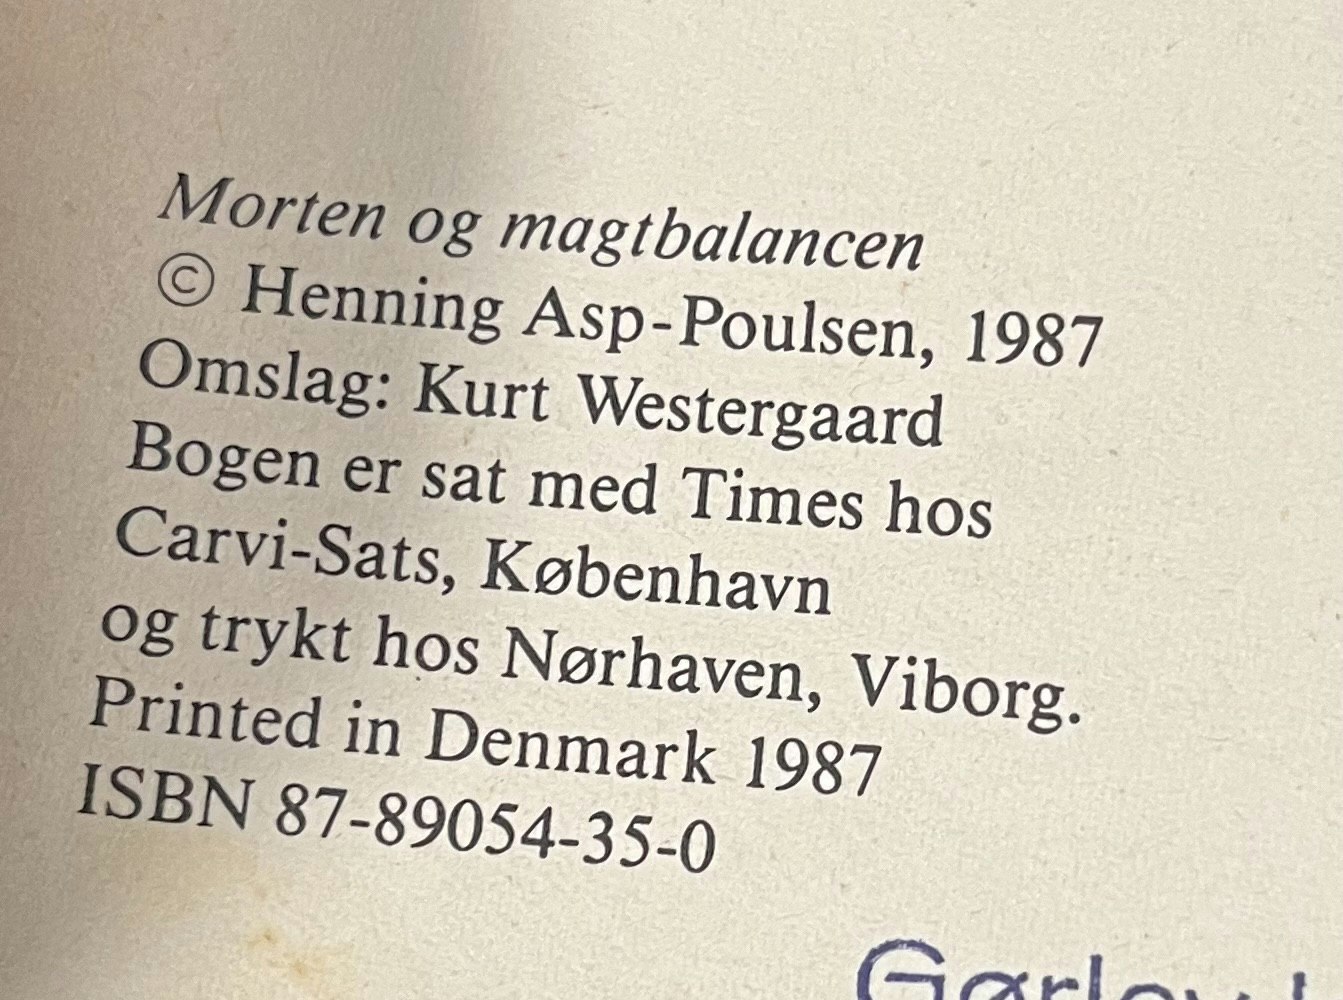 Morten og magtbalancen
© Henning Asp-Poulsen, 1987
Omslag: Kurt Westergaard
Bogen er sat med Times hos
Carvi-Sats, København
og trykt hos Nørhaven, Viborg.
Printed in Denmark 1987
ISBN 87-89054-35-0